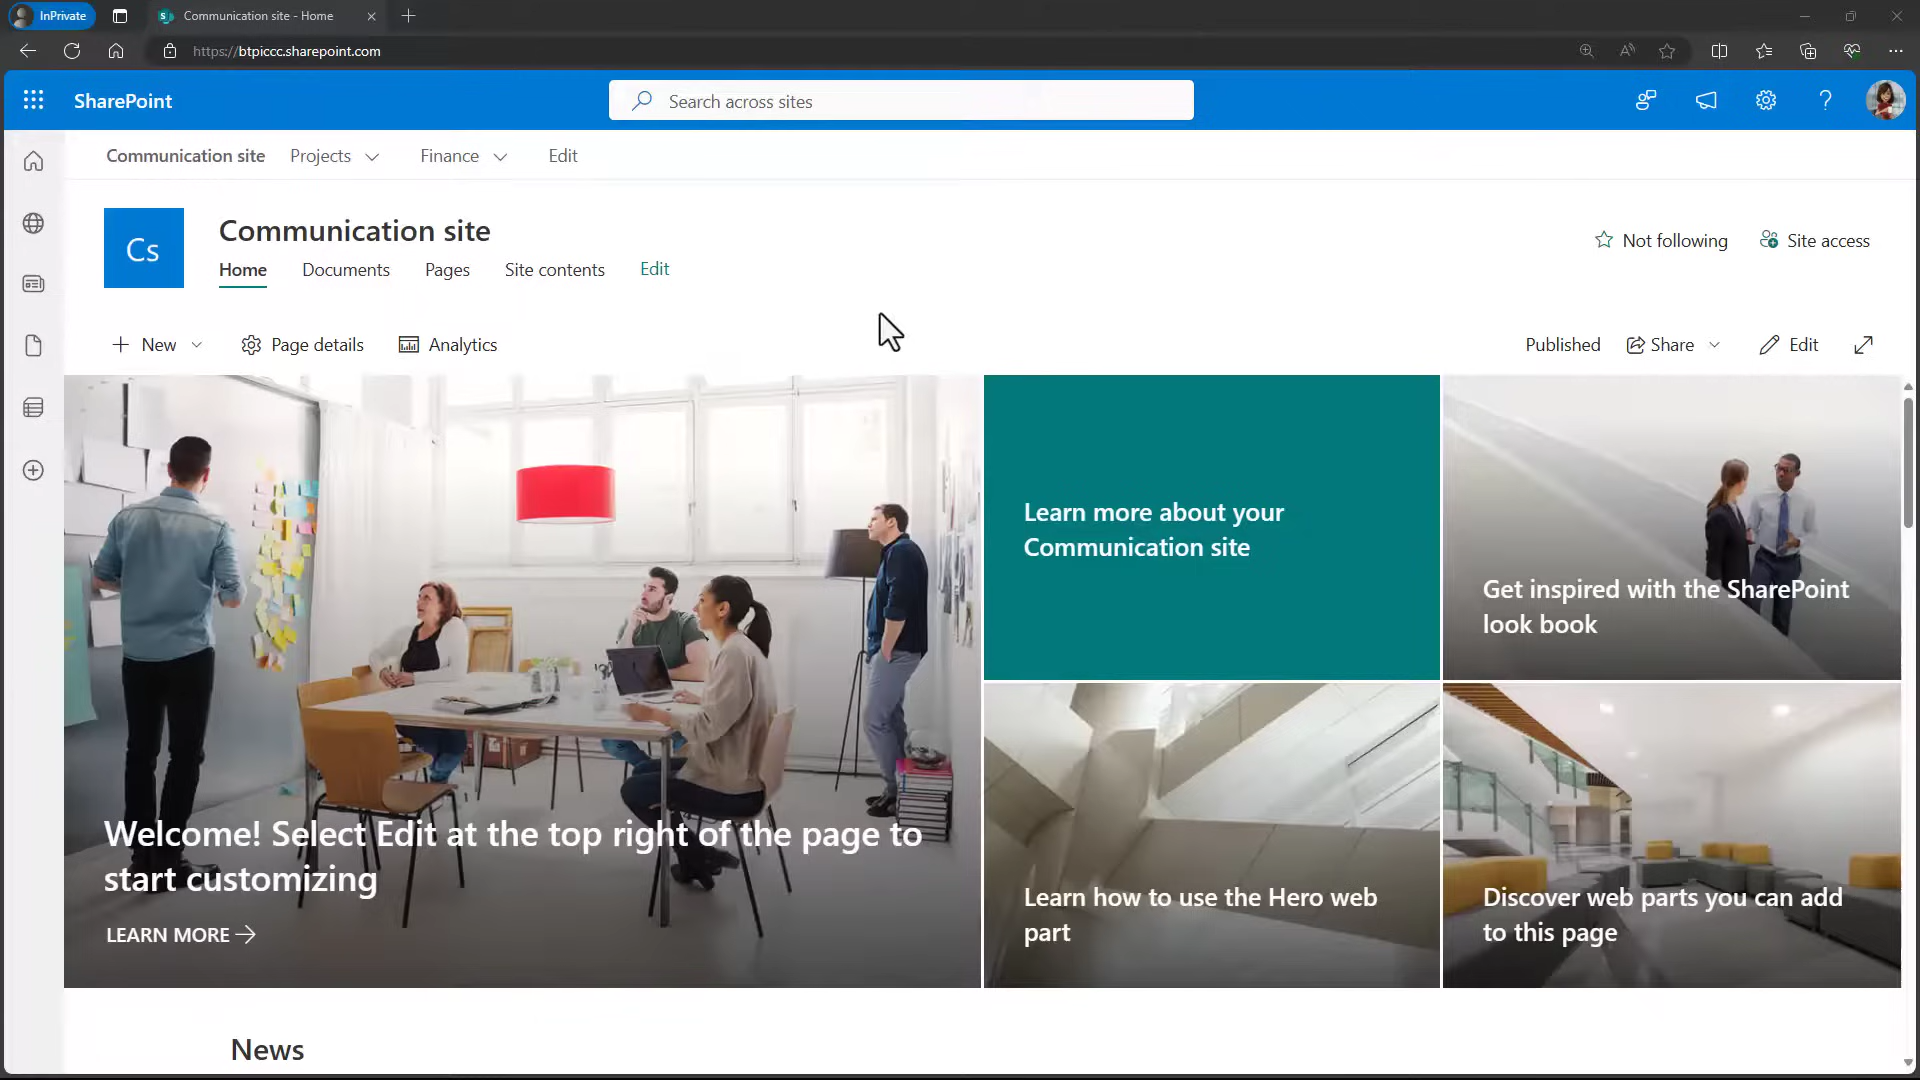 InPrivate
Communication site - Home
https://btpiccc.sharepoint.com
SharePoint
Search across sites
Communication site
Projects
Finance
Edit
Cs
Communication site
Home
Documents
Pages
Site contents
Edit
Not following
Site access
New
Page details
Analytics
Published
Share
Edit
Welcome! Select Edit at the top right of the page to
start customizing
LEARN MORE
Learn more about your
Communication site
Get inspired with the SharePoint
look book
Learn how to use the Hero web
part
Discover web parts you can add
to this page
News